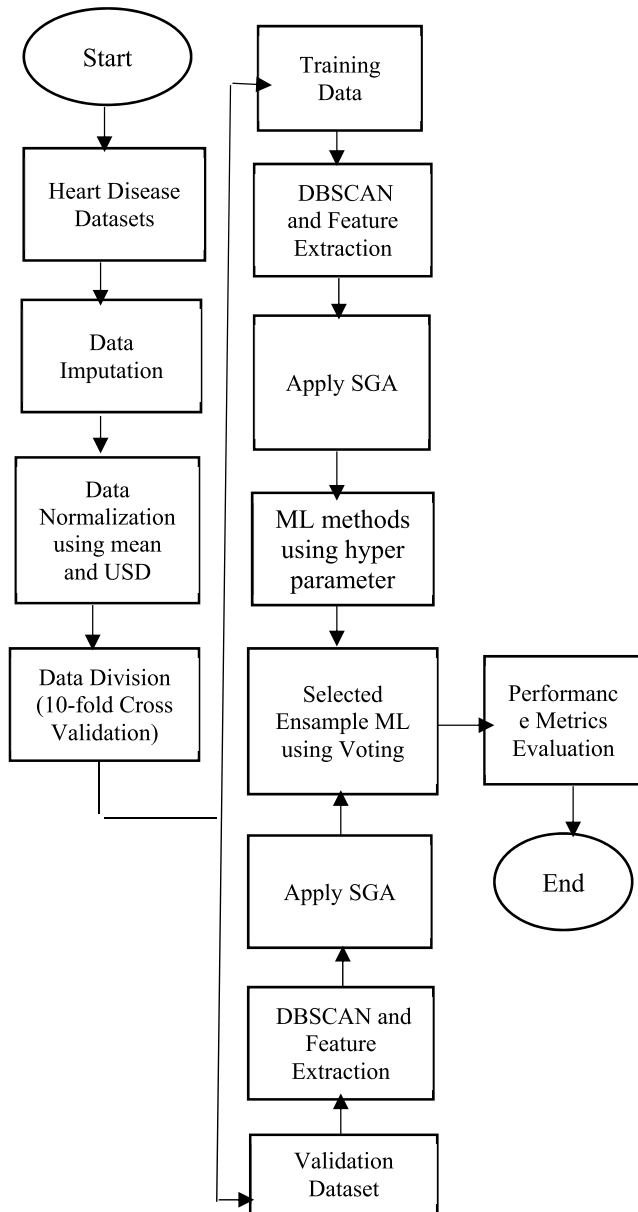 Start
Heart Disease
Datasets
Data
Imputation
Data
Normalization
using mean
and USD
Data Division
(10-fold Cross
Validation)
Training
Data
DBSCAN
and Feature
Extraction
Apply SGA
ML methods
using hyper
parameter
Selected
Ensample ML
using Voting
Performanc
e Metrics
Evaluation
End
Apply SGA
DBSCAN and
Feature
Extraction
Validation
Dataset